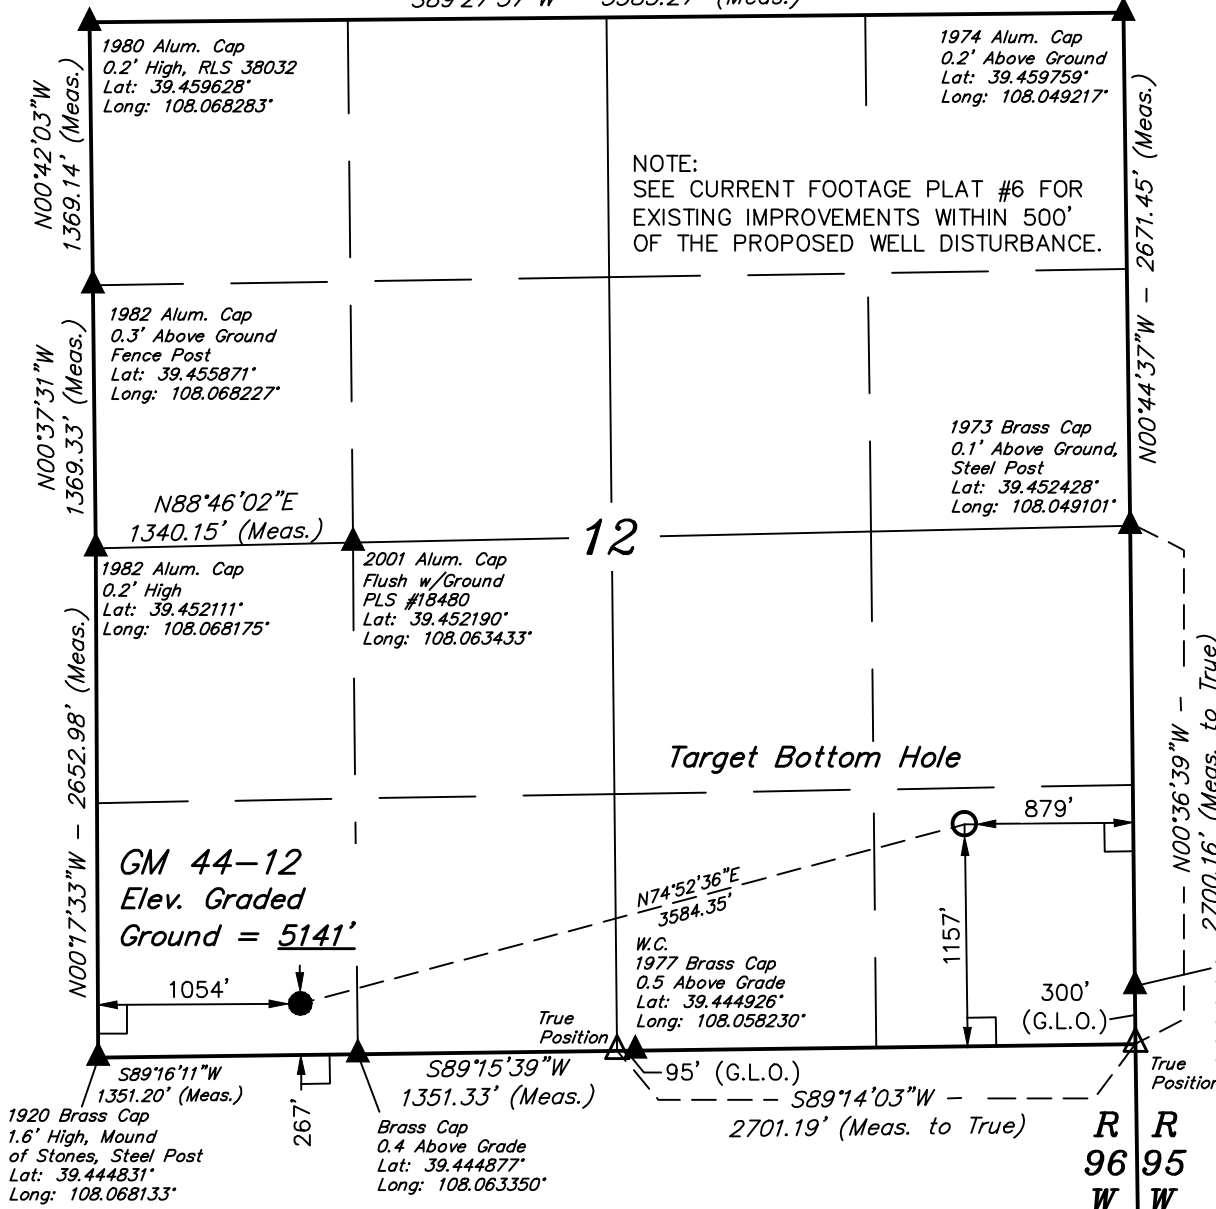 1980 Alum. Cap
0.2' High, RLS 38032
Lat: 39.459628°
Long: 108.068283°
1974 Alum. Cap
0.2' Above Ground
Lat: 39.459759°
Long: 108.049217°
N00°42'03"W
1369.14' (Meas.)
NOTE:
SEE CURRENT FOOTAGE PLAT #6 FOR
EXISTING IMPROVEMENTS WITHIN 500'
OF THE PROPOSED WELL DISTURBANCE.
N00°44'37"W - 2671.45' (Meas.)
1982 Alum. Cap
0.3' Above Ground
Fence Post
Lat: 39.455871°
Long: 108.068227°
N00°37'31"W
1369.33' (Meas.)
1973 Brass Cap
0.1' Above Ground,
Steel Post
Lat: 39.452428°
Long: 108.049101°
N88°46'02"E
1340.15' (Meas.)
12
1982 Alum. Cap
0.2' High
Lat: 39.452111°
Long: 108.068175°
2001 Alum. Cap
Flush w/Ground
PLS #18480
Lat: 39.452190°
Long: 108.063433°
N00°17'33"W - 2652.98' (Meas.)
N00°36'39"W -
2700.16' (Meas. to True)
Target Bottom Hole
879'
1157'
GM 44-12
Elev. Graded
Ground = 5141'
N74°52'36"E
3584.35'
1054'
W.C.
1977 Brass Cap
0.5 Above Grade
Lat: 39.444926°
Long: 108.058230°
300'
(G.L.O.)
True
Position
True
Position
95' (G.L.O.)
S89°16'11"W
1351.20' (Meas.)
267'
S89°15'39"W
1351.33' (Meas.)
S89°14'03"W
2701.19' (Meas. to True)
1920 Brass Cap
1.6' High, Mound
of Stones, Steel Post
Lat: 39.444831°
Long: 108.068133°
Brass Cap
0.4 Above Grade
Lat: 39.444877°
Long: 108.063350°
R R
96 95
W W